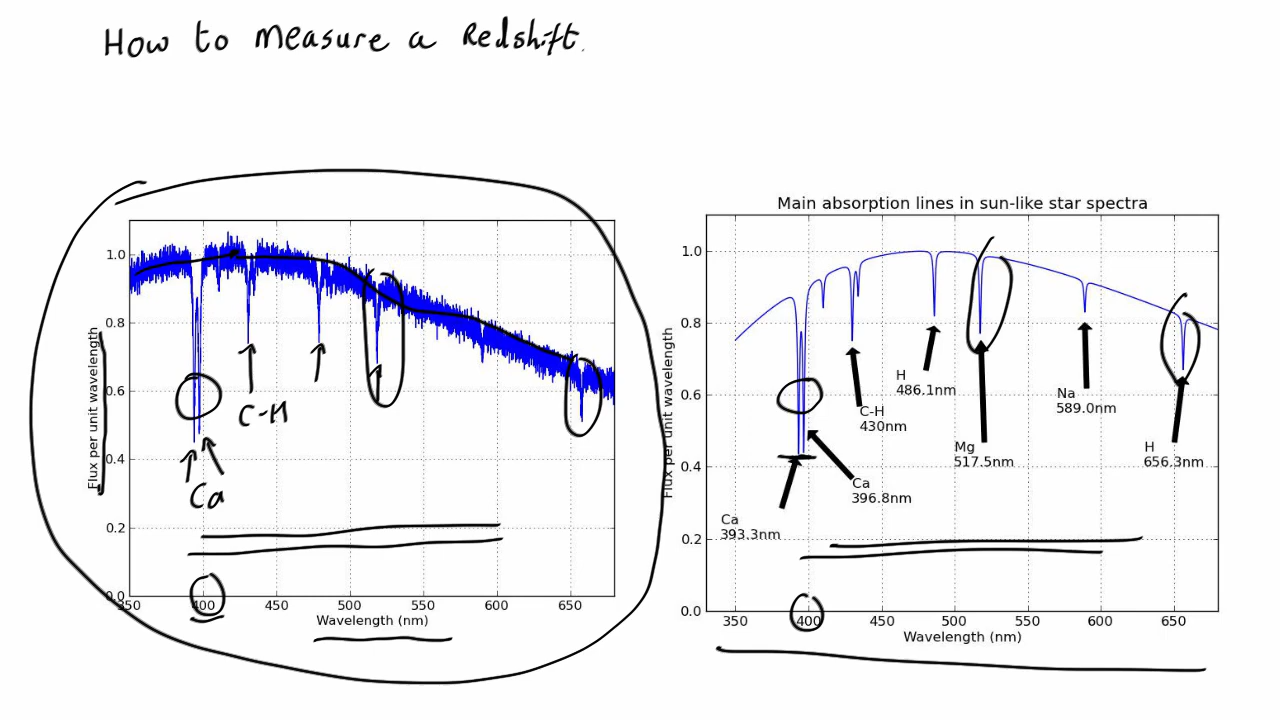 How to measure a Redshift.
Main absorption lines in sun-like star spectra
1.0
0.8
0.6
0.4
0.2
0.0
Flux per unit wavelength
C-H
Ca
350 400 450 500 550 600 650
Wavelength (nm)
1.0
0.8
0.6
0.4
0.2
0.0
Flux per unit wavelength
H
486.1nm
C-H
430nm
Na
589.0nm
Mg
517.5nm
H
656.3nm
Ca
396.8nm
Ca
393.3nm
350 400 450 500 550 600 650
Wavelength (nm)